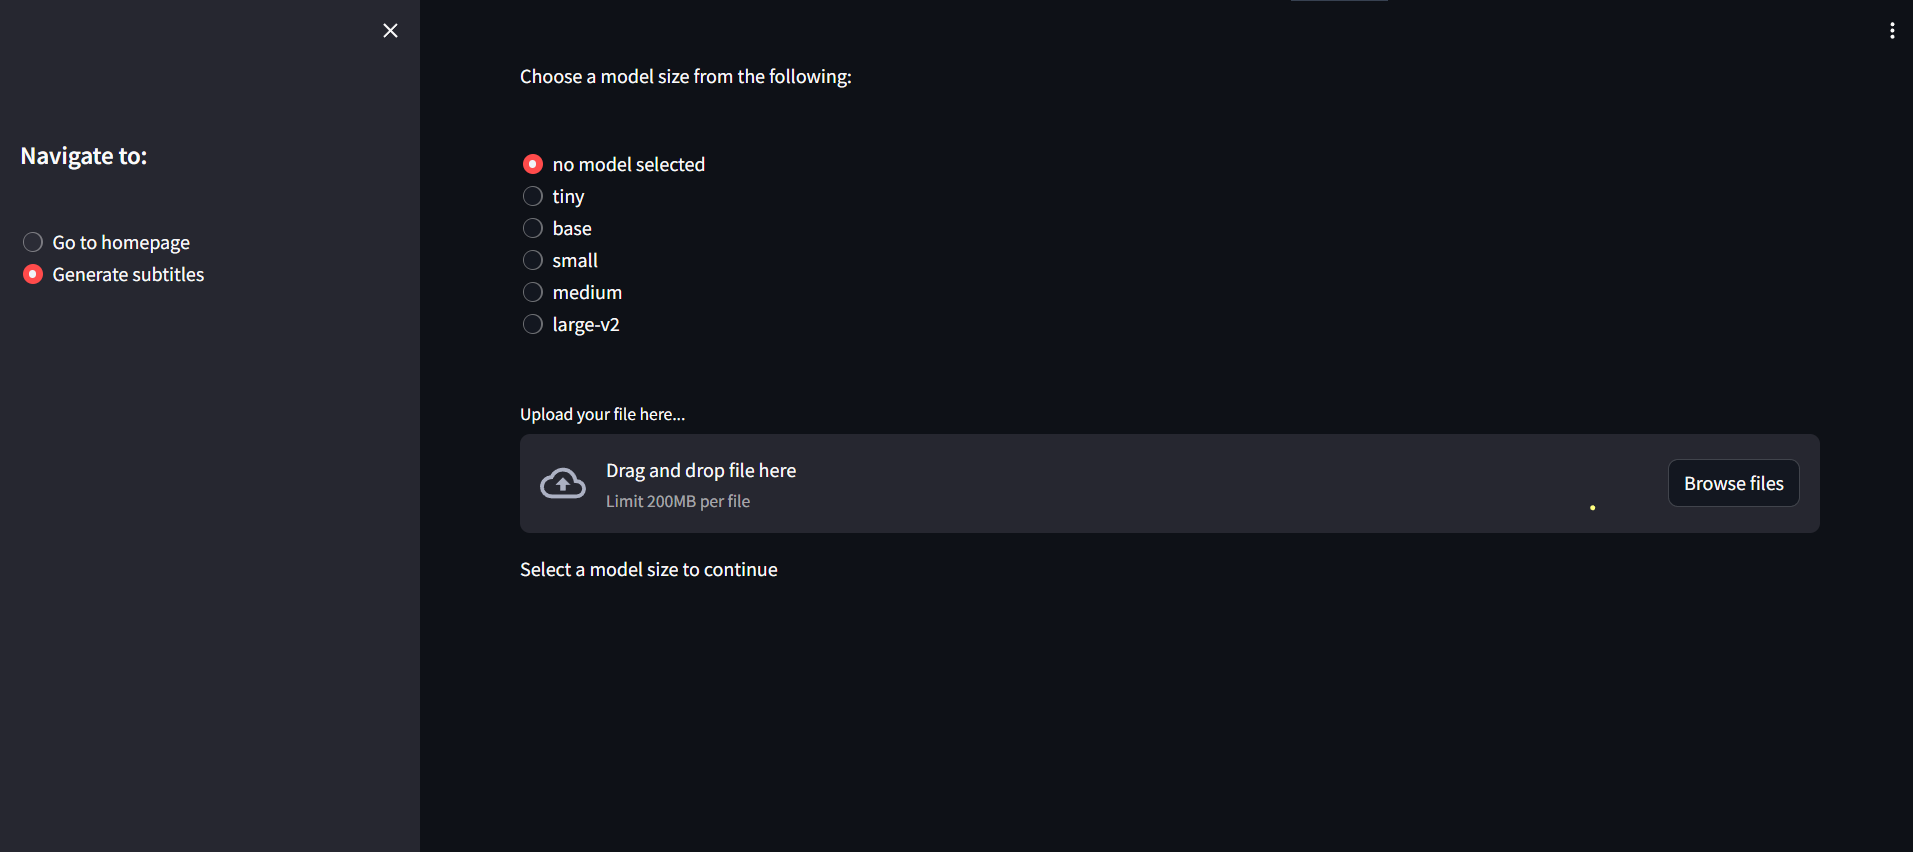 Navigate to:
Go to homepage
Generate subtitles
Choose a model size from the following:
no model selected
tiny
base
small
medium
large-v2
Upload your file here...
Drag and drop file here
Limit 200MB per file
Browse files
Select a model size to continue